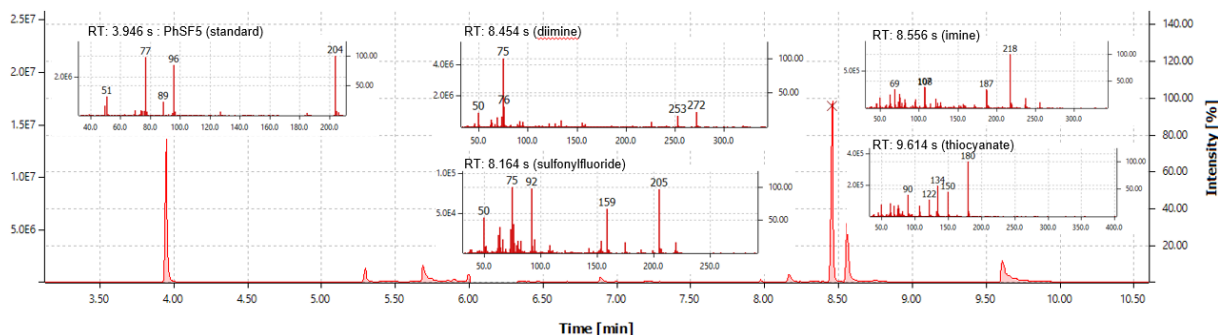 2.5E7
2.0E7
1.5E7
1.0E7
5.0E6
RT: 3.946 s : PhSF5 (standard)
2.0E6
77
96
204
51
89
100.00
50.00
40.0 60.0 80.0 100.0 120.0 140.0 160.0 180.0 200.0
RT: 8.454 s (diimine)
4.0E6
2.0E6
75
50
76
253
272
100.00
50.00
50.0 100.0 150.0 200.0 250.0 300.0
RT: 8.164 s (sulfonylfluoride)
1.0E5
5.0E4
50
75
92
159
205
100.00
50.00
50.0 100.0 150.0 200.0 250.0
RT: 8.556 s (imine)
5.0E5
69
187
218
100.00
50.00
50.0 100.0 150.0 200.0 250.0 300.0
RT: 9.614 s (thiocyanate)
4.0E5
2.0E5
90
122
134
150
180
100.00
50.00
50.0 100.0 150.0 200.0 250.0 300.0 350.0 400.0
140.00
120.00
100.00
80.00
60.00
40.00
20.00
Intensity [%]
3.50 4.00 4.50 5.00 5.50 6.00 6.50 7.00 7.50 8.00 8.50 9.00 9.50 10.00 10.50
Time [min]